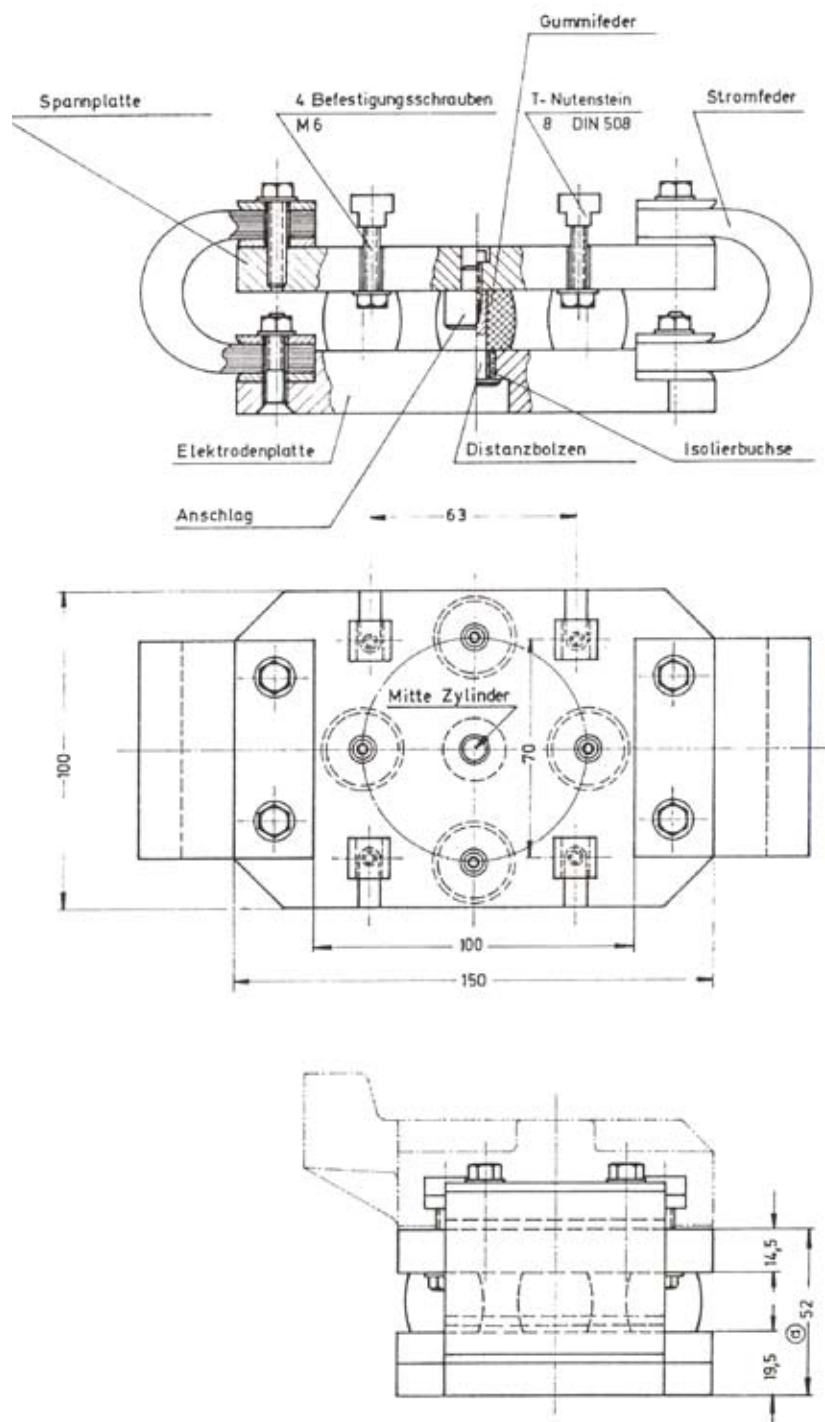 Gummifeder
Spannplatte
4 Befestigungsschrauben
M6
T-Nutenstein
8 DIN 508
Stromfeder
Elektrodenplatte
Distanzbolzen
Isolierbuchse
Anschlag
63
Mitte Zylinder
100
70
100
150
14,5
52
ⓐ
19,5